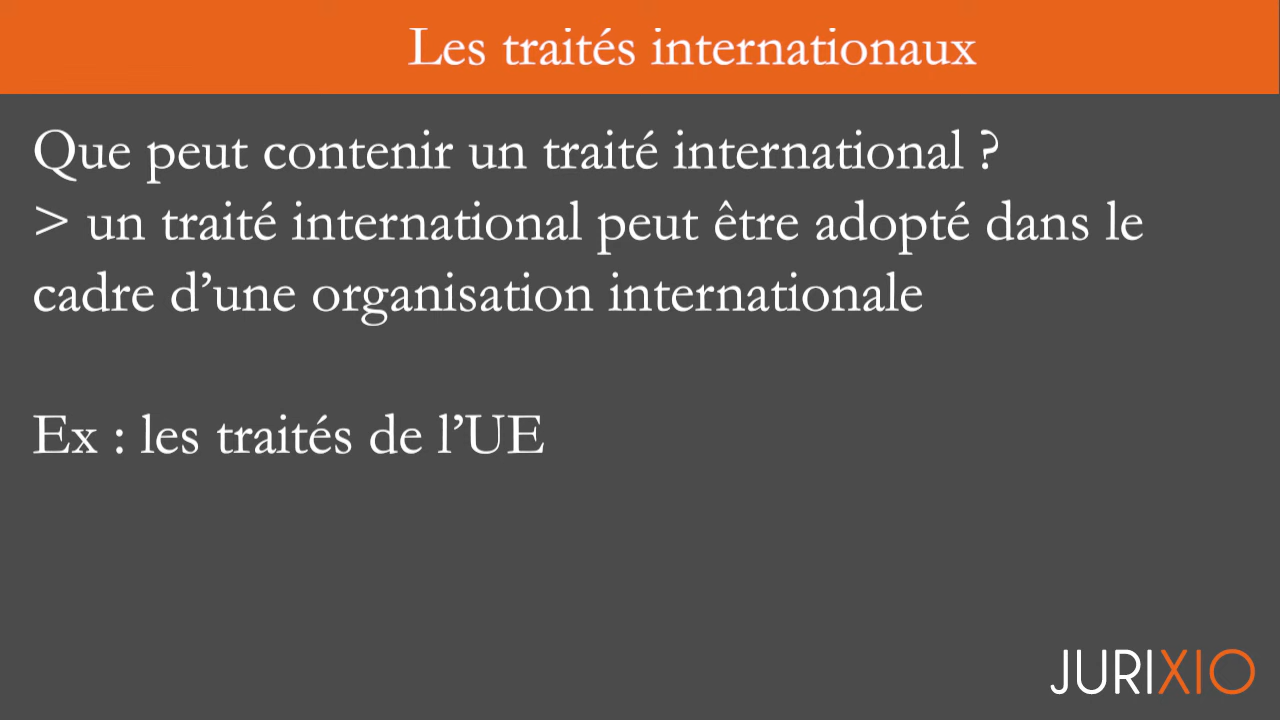 Les traités internationaux
Que peut contenir un traité international ?
> un traité international peut être adopté dans le
cadre d’une organisation internationale
Ex : les traités de l’UE
JURIXIO